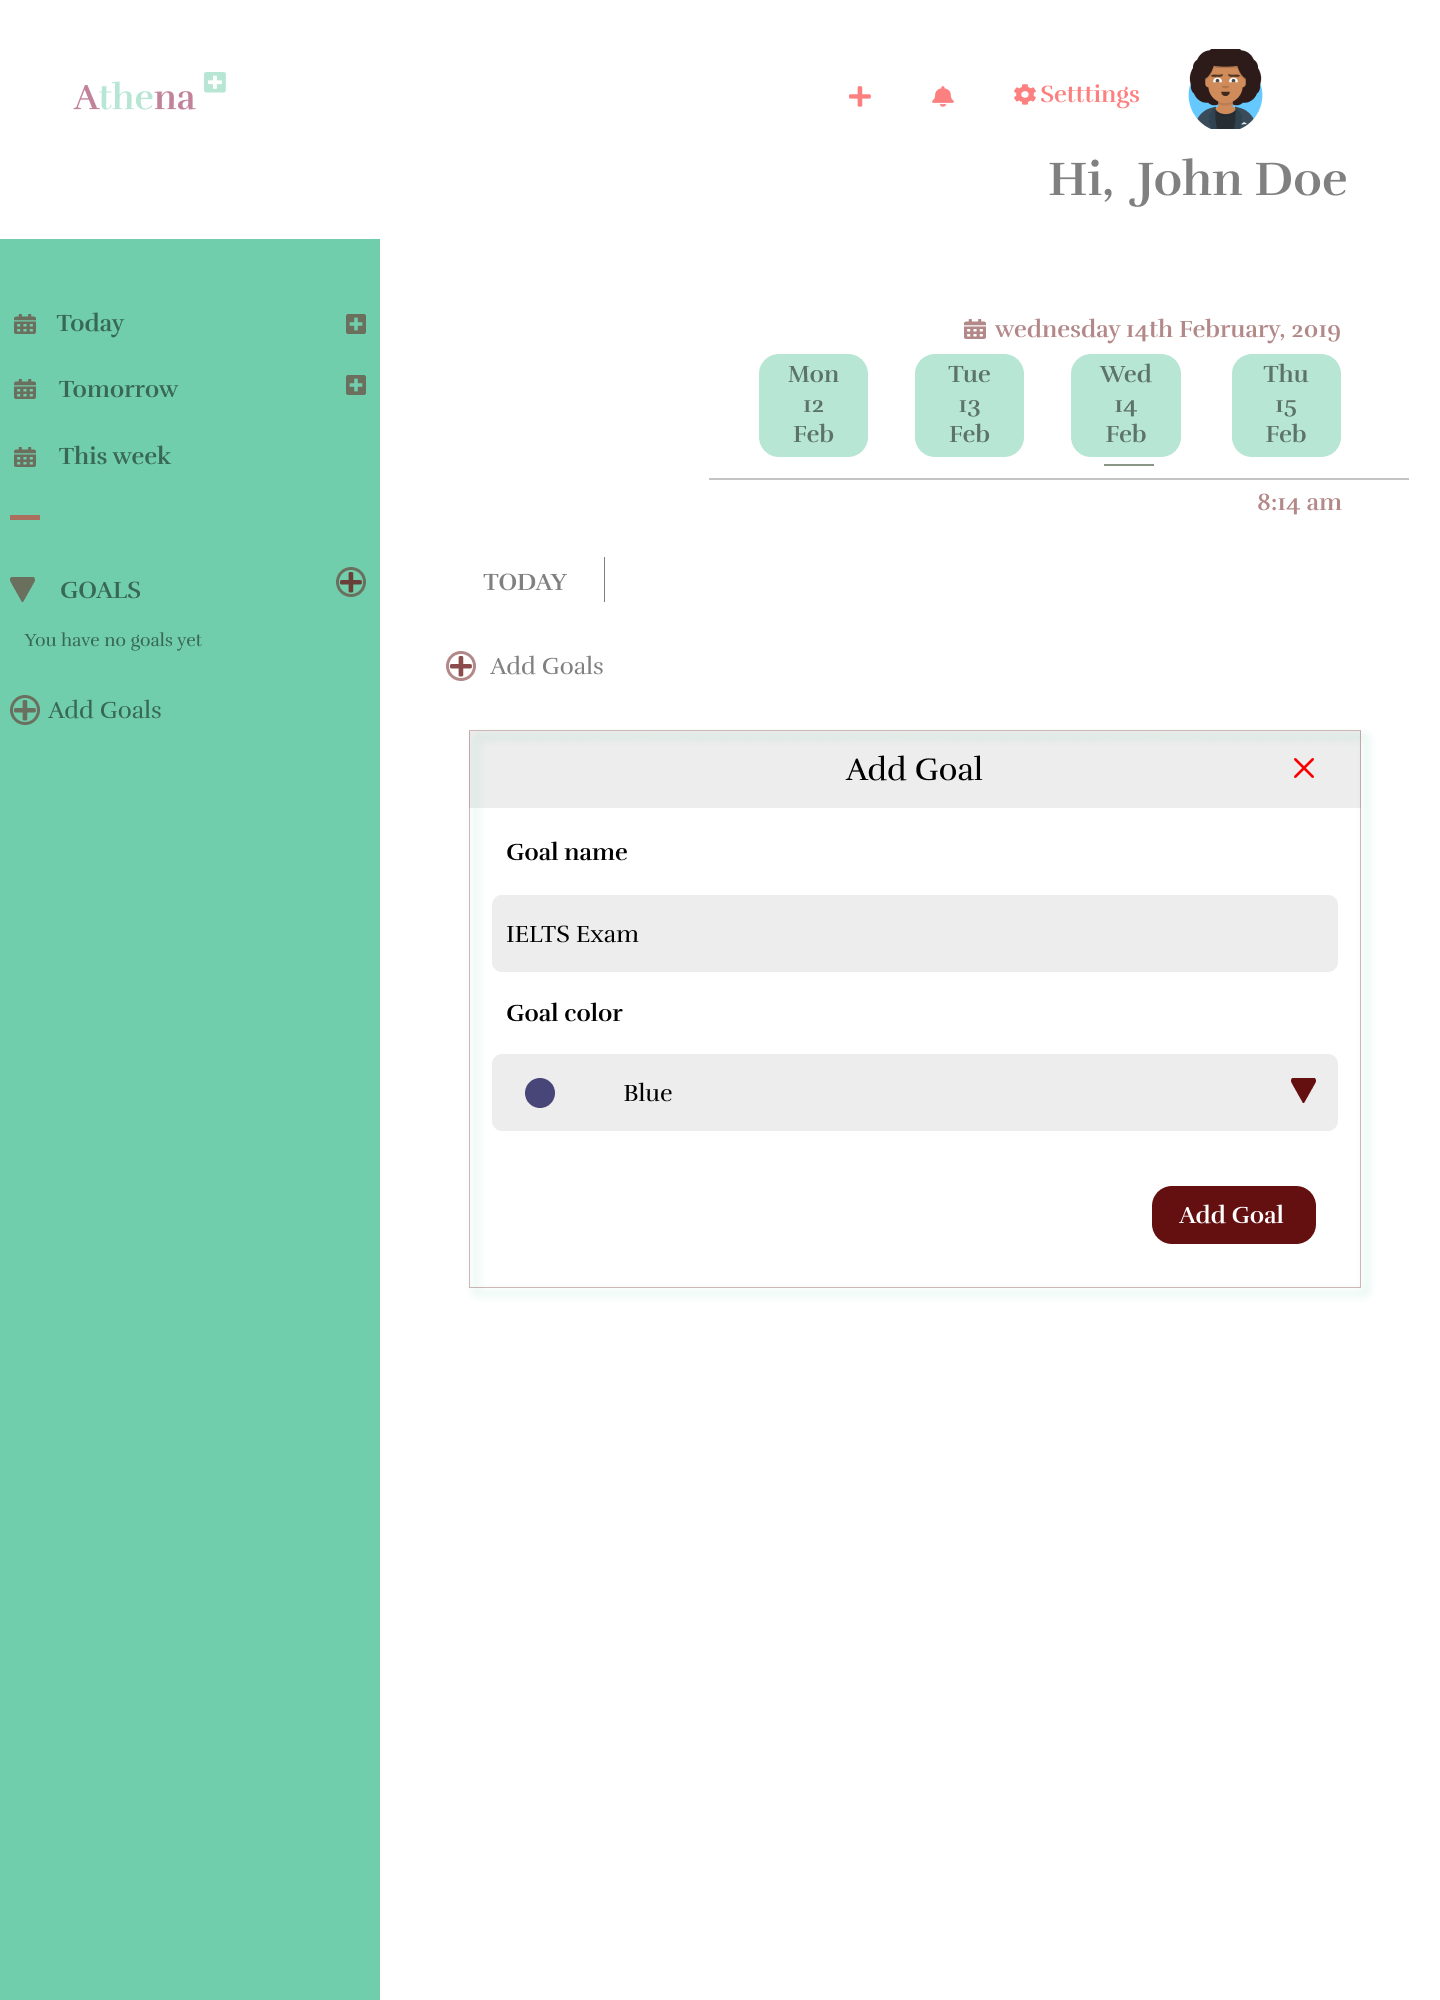 Athena
Setttings
Hi, John Doe
Today
Tomorrow
This week
GOALS
You have no goals yet
Add Goals
wednesday 14th February, 2019
Mon
12
Feb
Tue
13
Feb
Wed
14
Feb
Thu
15
Feb
8:14 am
TODAY
Add Goals
Add Goal
Goal name
IELTS Exam
Goal color
Blue
Add Goal